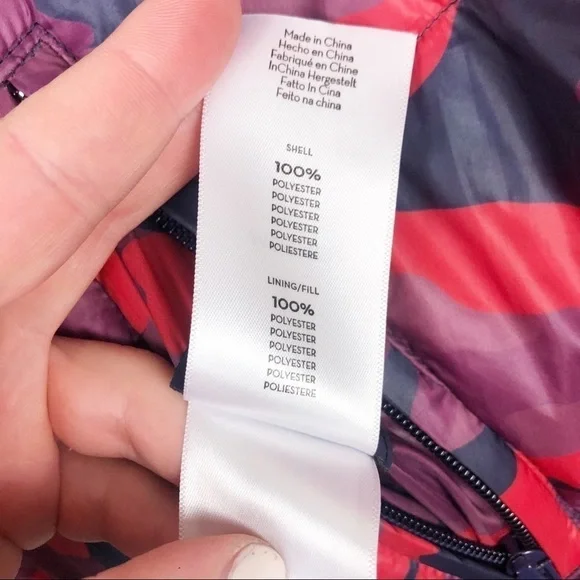 Made in China
Hecho en China
Fabriqué en Chine
InChina Hergestelt
Fatto In Cina
Feito na china
SHELL
100%
POLYESTER
POLYESTER
POLYESTER
POLYESTER
POLYESTER
POLIESTERE
LINING/FILL
100%
POLYESTER
POLYESTER
POLYESTER
POLYESTER
POLYESTER
POLIESTERE